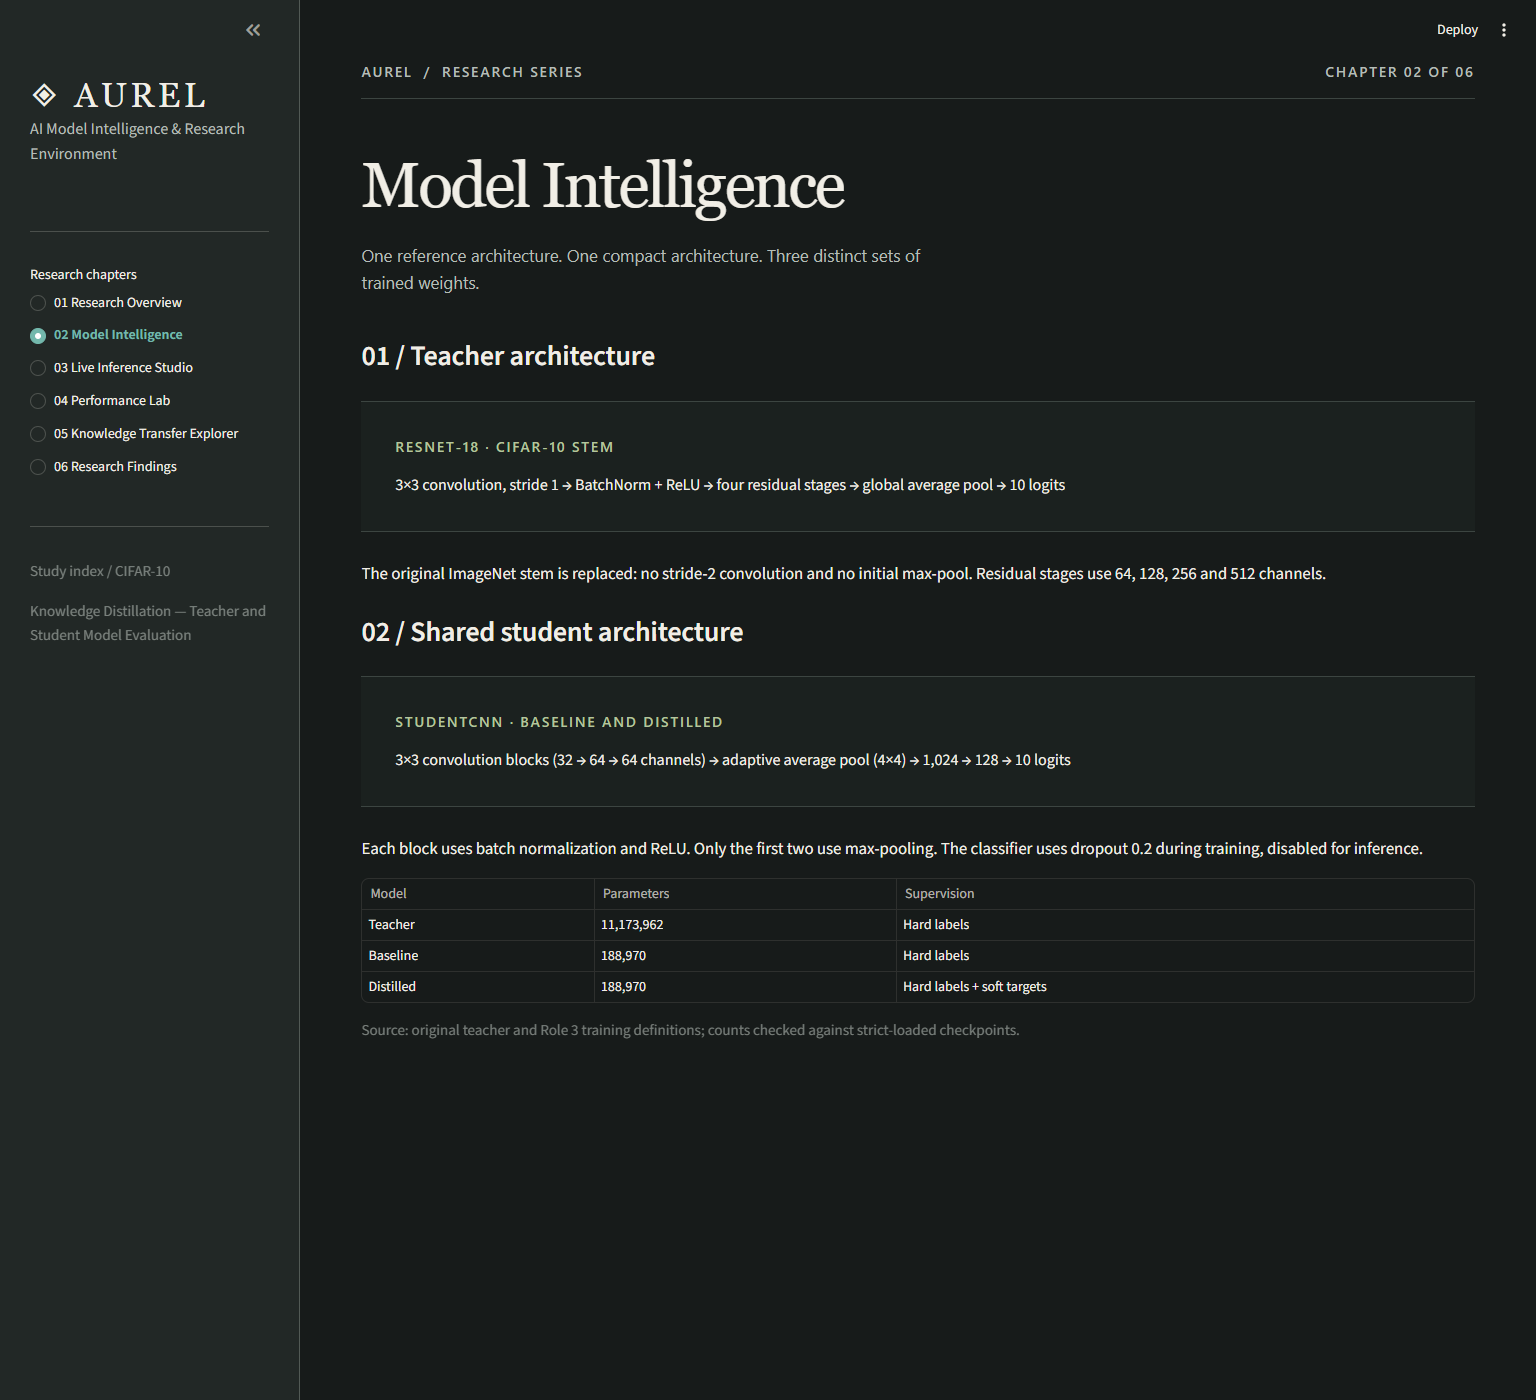 Deploy
◈ AUREL
AI Model Intelligence & Research
Environment
Research chapters
01 Research Overview
02 Model Intelligence
03 Live Inference Studio
04 Performance Lab
05 Knowledge Transfer Explorer
06 Research Findings
Study index / CIFAR-10
Knowledge Distillation — Teacher and
Student Model Evaluation
AUREL / RESEARCH SERIES
CHAPTER 02 OF 06
Model Intelligence
One reference architecture. One compact architecture. Three distinct sets of
trained weights.
01 / Teacher architecture
RESNET-18 · CIFAR-10 STEM
3×3 convolution, stride 1 → BatchNorm + ReLU → four residual stages → global average pool → 10 logits
The original ImageNet stem is replaced: no stride-2 convolution and no initial max-pool. Residual stages use 64, 128, 256 and 512 channels.
02 / Shared student architecture
STUDENTCNN · BASELINE AND DISTILLED
3×3 convolution blocks (32 → 64 → 64 channels) → adaptive average pool (4×4) → 1,024 → 128 → 10 logits
Each block uses batch normalization and ReLU. Only the first two use max-pooling. The classifier uses dropout 0.2 during training, disabled for inference.
Model Parameters Supervision
Teacher 11,173,962 Hard labels
Baseline 188,970 Hard labels
Distilled 188,970 Hard labels + soft targets
Source: original teacher and Role 3 training definitions; counts checked against strict-loaded checkpoints.